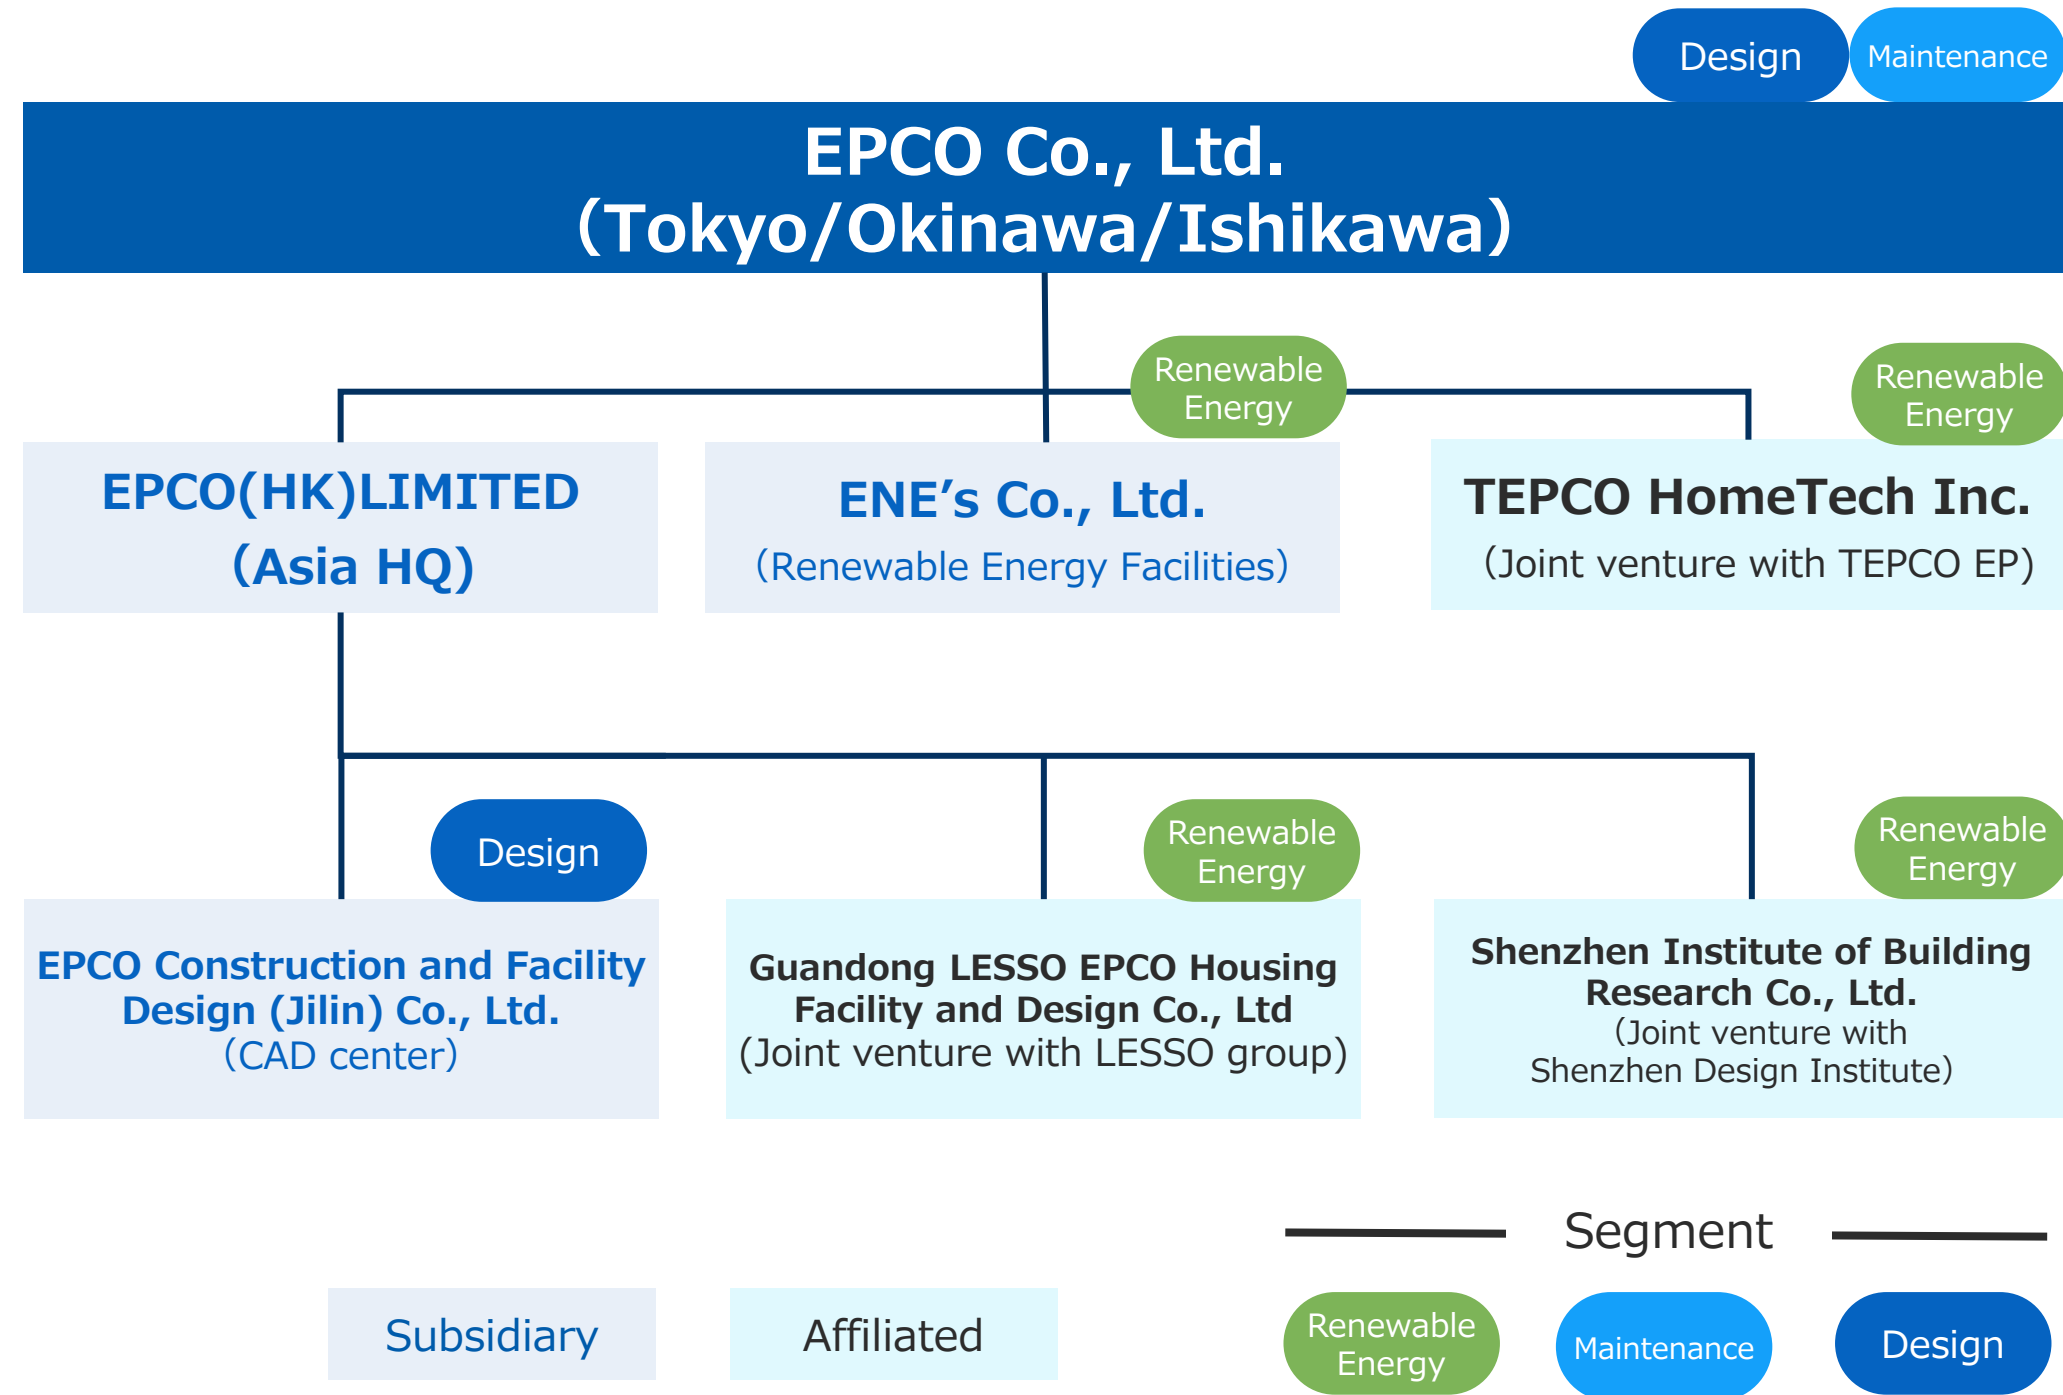 Design
Maintenance
EPCO Co., Ltd.
（Tokyo/Okinawa/Ishikawa）
Renewable
Energy
Renewable
Energy
EPCO(HK)LIMITED
（Asia HQ)
ENE’s Co., Ltd.
（Renewable Energy Facilities）
TEPCO HomeTech Inc.
（Joint venture with TEPCO EP)
Design
Renewable
Energy
Renewable
Energy
EPCO Construction and Facility
Design (Jilin) Co., Ltd.
（CAD center）
Guandong LESSO EPCO Housing
Facility and Design Co., Ltd
(Joint venture with LESSO group)
Shenzhen Institute of Building
Research Co., Ltd.
（Joint venture with
Shenzhen Design Institute）
Segment
Subsidiary
Affiliated
Renewable
Energy
Maintenance
Design